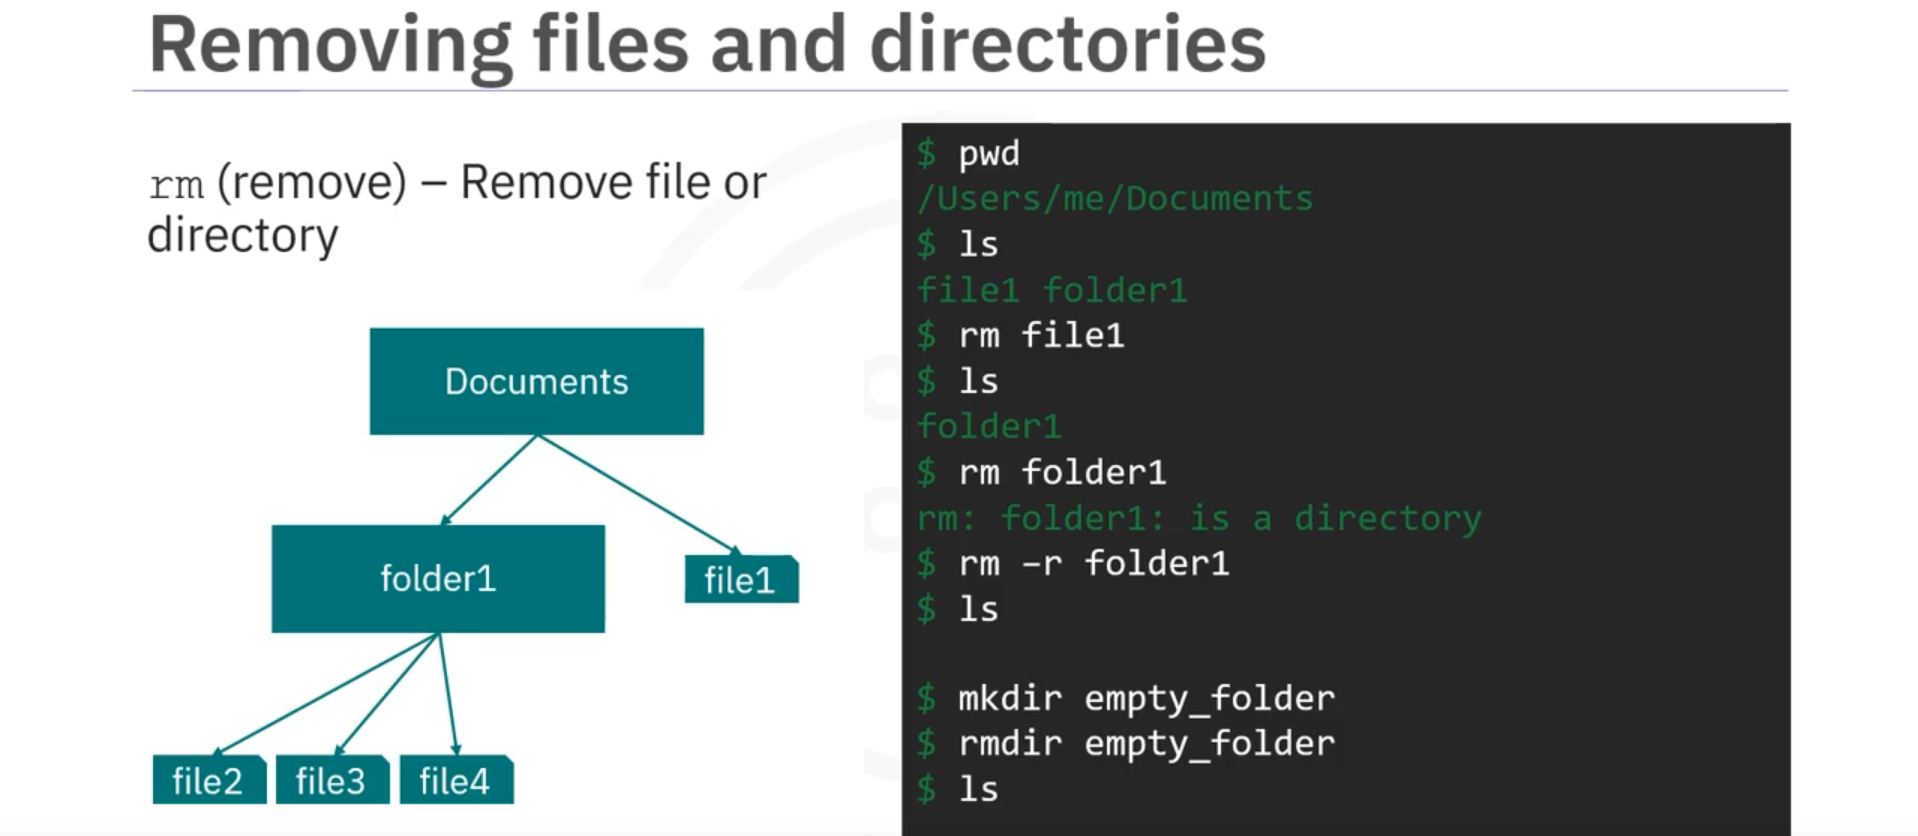 Removing files and directories
rm (remove) – Remove file or
directory
Documents
folder1
file1
file2
file3
file4
$ pwd
/Users/me/Documents
$ ls
file1 folder1
$ rm file1
$ ls
folder1
$ rm folder1
rm: folder1: is a directory
$ rm –r folder1
$ ls
$ mkdir empty_folder
$ rmdir empty_folder
$ ls